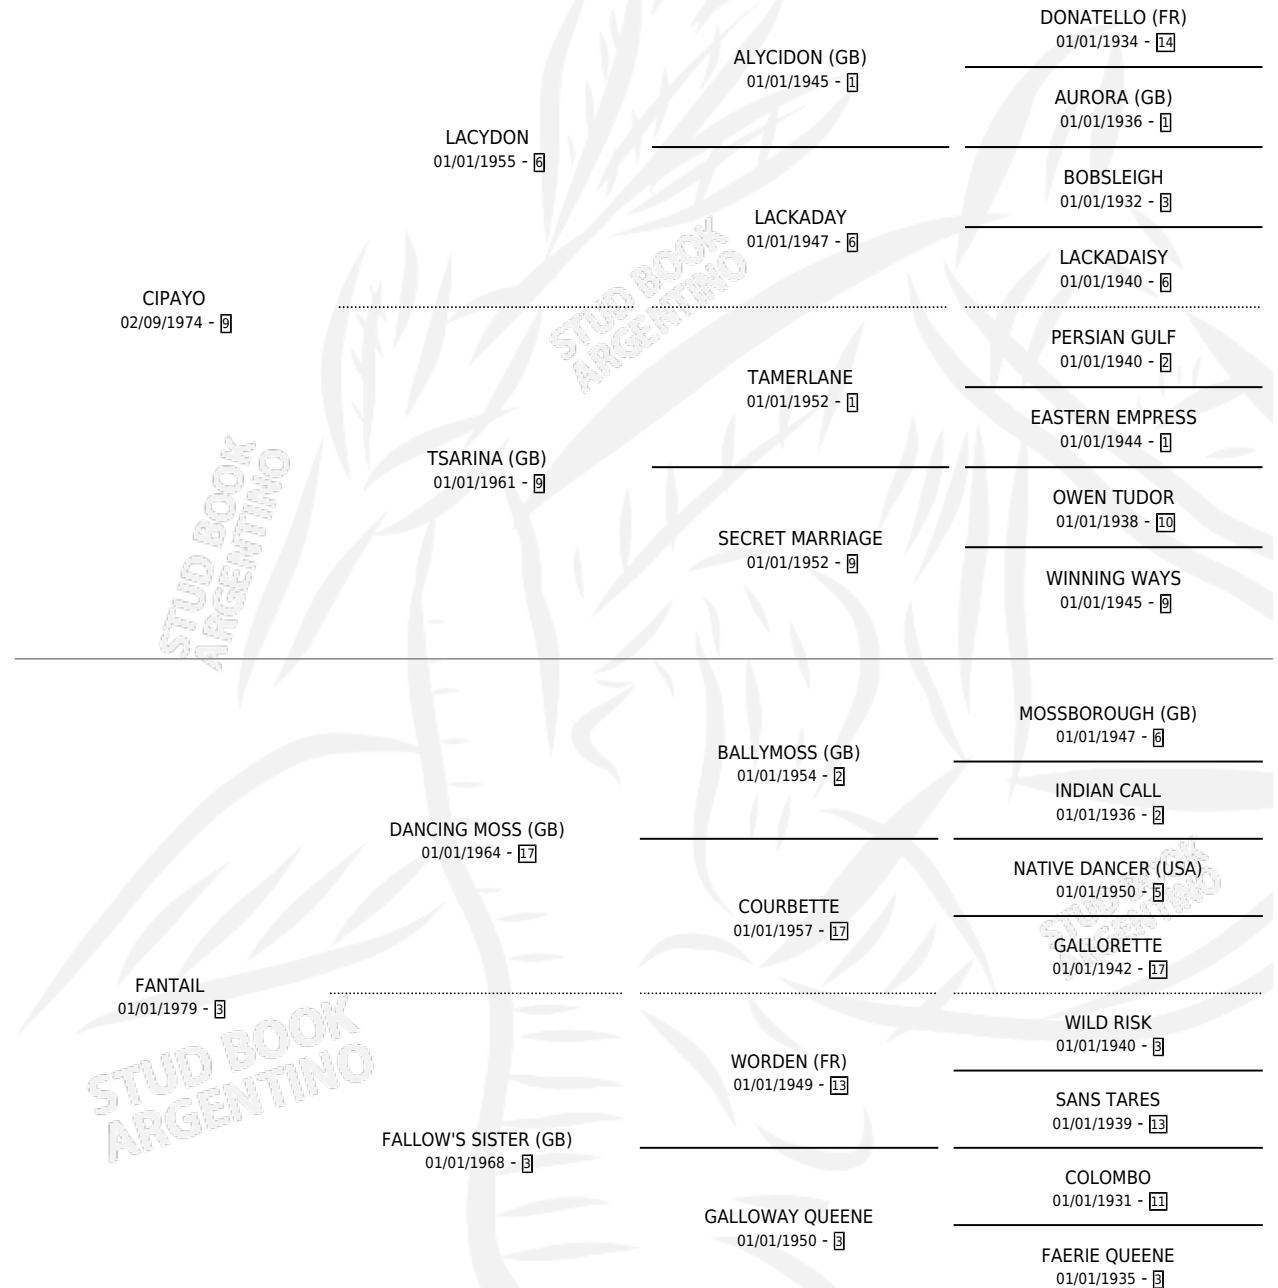 DONATELLO (FR)
01/01/1934 - 14
ALYCIDON (GB)
01/01/1945 - 1
AURORA (GB)
01/01/1936 - 1
LACYDON
01/01/1955 - 6
BOBSLEIGH
01/01/1932 - 3
LACKADAY
01/01/1947 - 6
LACKADAISY
01/01/1940 - 6
CIPAYO
02/09/1974 - 9
PERSIAN GULF
01/01/1940 - 2
TAMERLANE
01/01/1952 - 1
EASTERN EMPRESS
01/01/1944 - 1
TSARINA (GB)
01/01/1961 - 9
OWEN TUDOR
01/01/1938 - 10
SECRET MARRIAGE
01/01/1952 - 9
WINNING WAYS
01/01/1945 - 9
MOSSBOROUGH (GB)
01/01/1947 - 6
BALLYMOSS (GB)
01/01/1954 - 2
INDIAN CALL
01/01/1936 - 2
DANCING MOSS (GB)
01/01/1964 - 17
NATIVE DANCER (USA)
01/01/1950 - 5
COURBETTE
01/01/1957 - 17
GALLORETTE
01/01/1942 - 17
FANTAIL
01/01/1979 - 3
WILD RISK
01/01/1940 - 3
WORDEN (FR)
01/01/1949 - 13
SANS TARES
01/01/1939 - 13
FALLOW'S SISTER (GB)
01/01/1968 - 3
COLOMBO
01/01/1931 - 11
GALLOWAY QUEENE
01/01/1950 - 3
FAERIE QUEENE
01/01/1935 - 3
STUD BOOK
ARGENTINO
STUD BOOK
ARGENTINO
STUD BOOK
ARGENTINO
STUD BOOK
ARGENTINO